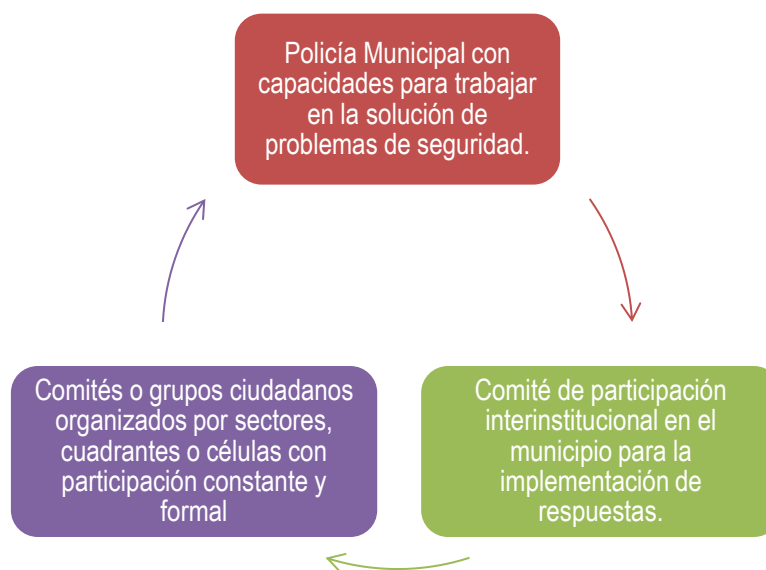 Policía Municipal con
capacidades para trabajar
en la solución de
problemas de seguridad.
Comités o grupos ciudadanos
organizados por sectores,
cuadrantes o células con
participación constante y
formal
Comité de participación
interinstitucional en el
municipio para la
implementación de
respuestas.